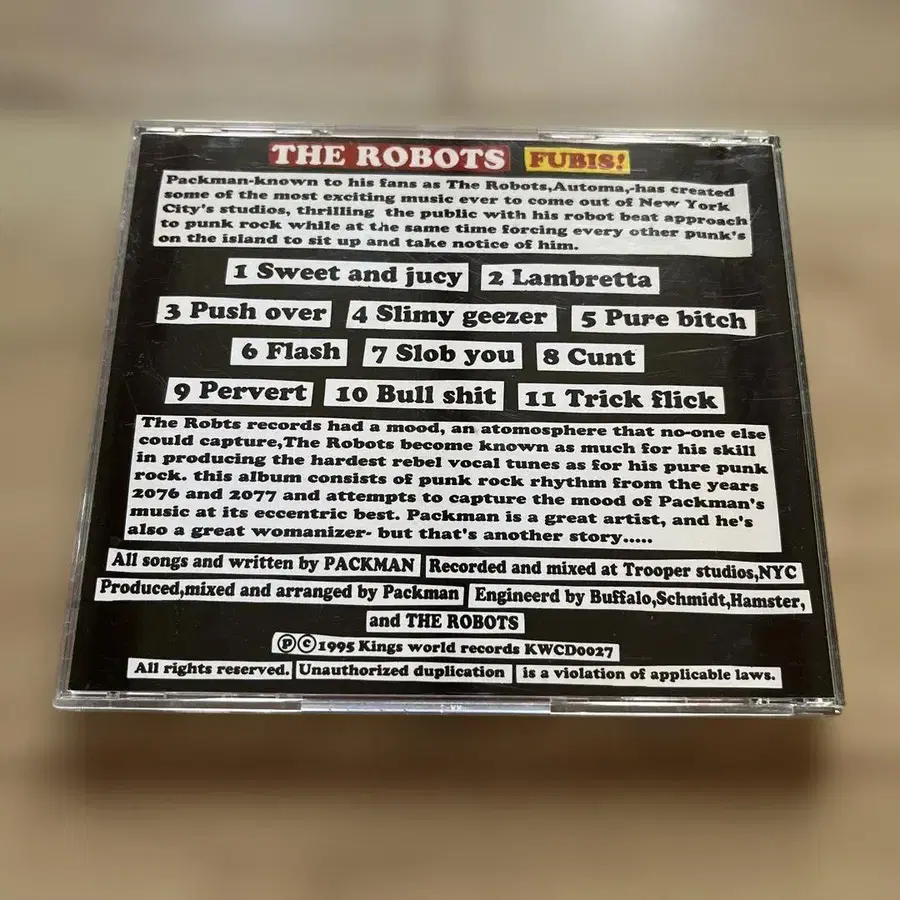 THE ROBOTS FUBIS!
Packman-known to his fans as The Robots,Automa,-has created
some of the most exciting music ever to come out of New York
City's studios, thrilling the public with his robot beat approach
to punk rock while at the same time forcing every other punk's
on the island to sit up and take notice of him.
1 Sweet and jucy 2 Lambretta
3 Push over 4 Slimy geezer 5 Pure bitch
6 Flash 7 Slob you 8 Cunt
9 Pervert 10 Bull shit 11 Trick flick
The Robts records had a mood, an atomosphere that no-one else
could capture,The Robots become known as much for his skill
in producing the hardest rebel vocal tunes as for his pure punk
rock. this album consists of punk rock rhythm from the years
2076 and 2077 and attempts to capture the mood of Packman's
music at its eccentric best. Packman is a great artist, and he's
also a great womanizer- but that's another story.....
All songs and written by PACKMAN Recorded and mixed at Trooper studios,NYC
Produced,mixed and arranged by Packman Engineerd by Buffalo,Schmidt,Hamster,
and THE ROBOTS
℗©1995 Kings world records KWCD0027
All rights reserved. Unauthorized duplication is a violation of applicable laws.